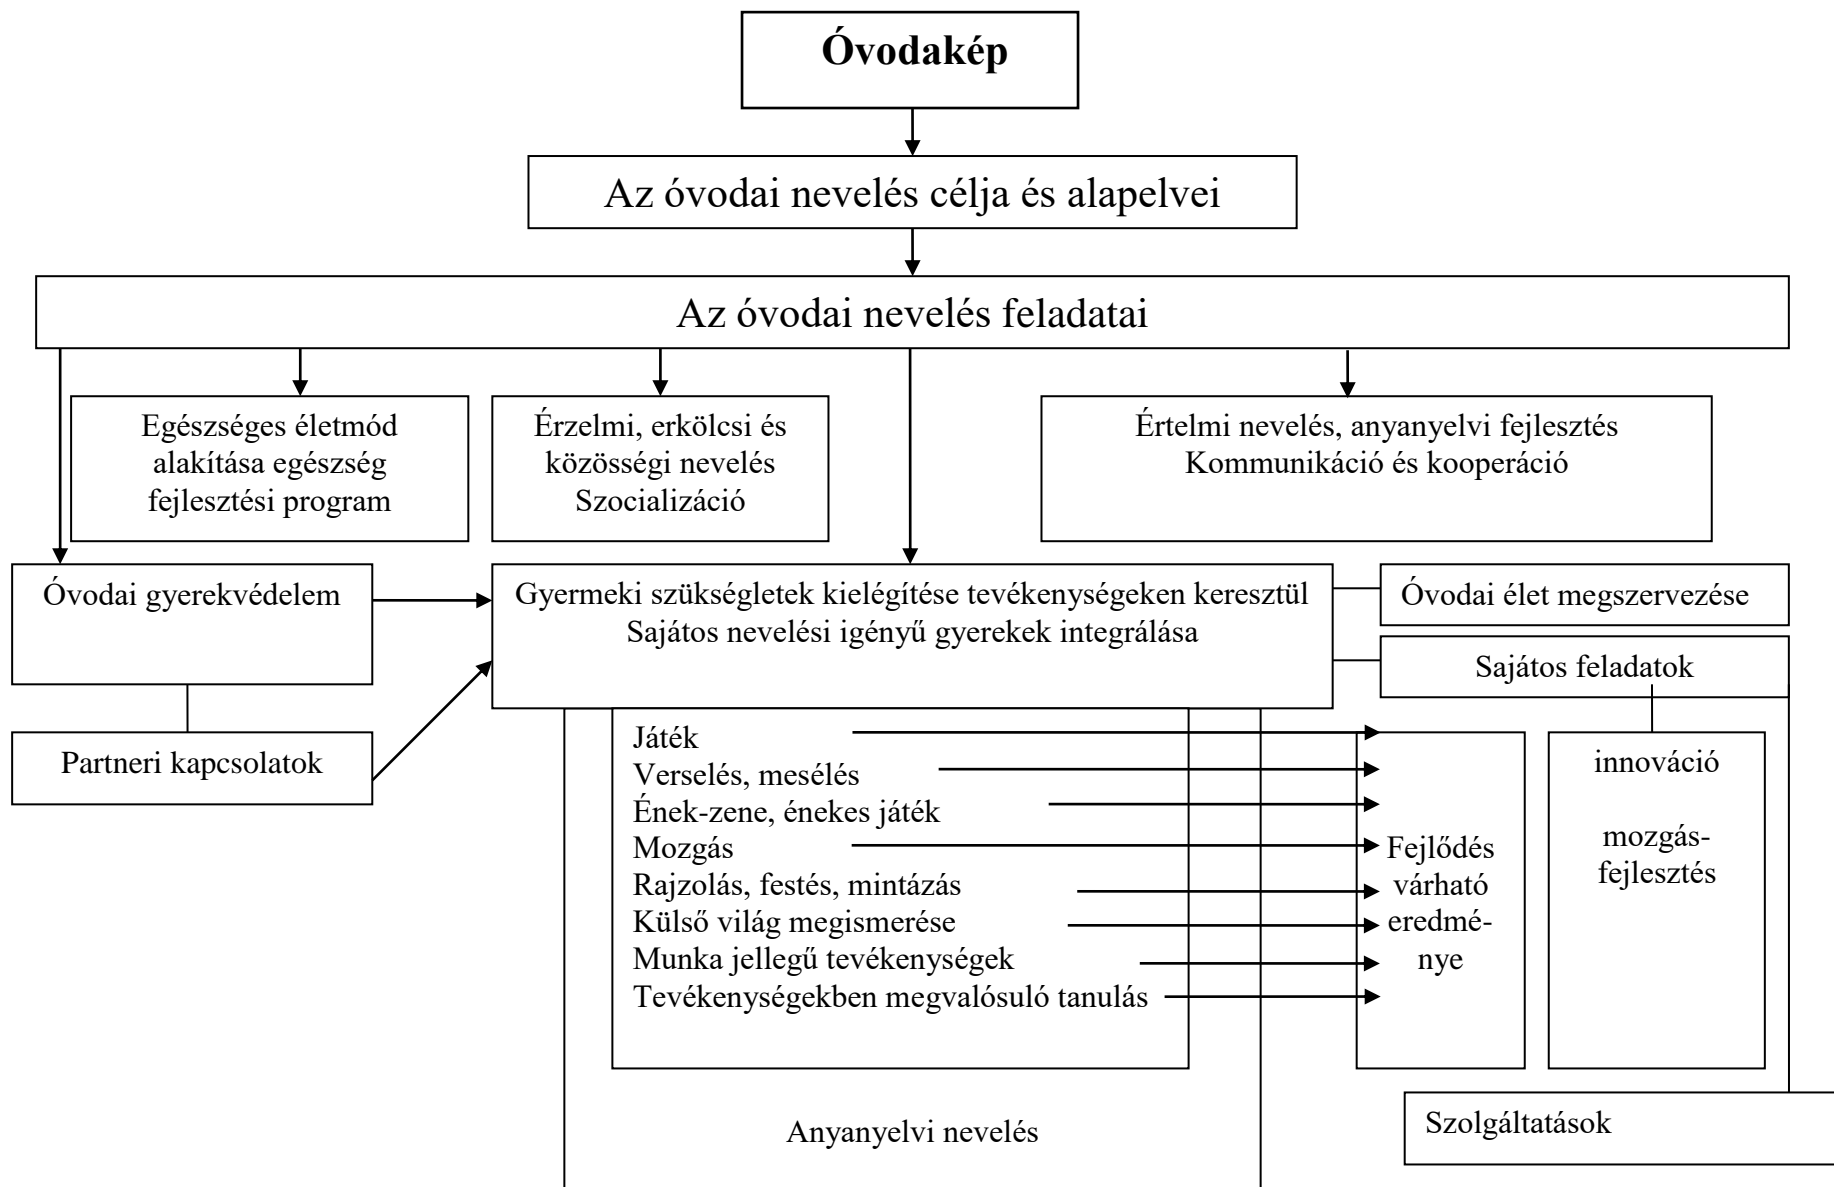 Óvodakép
Az óvodai nevelés célja és alapelvei
Az óvodai nevelés feladatai
Egészséges életmód
alakítása egészség
fejlesztési program
Érzelmi, erkölcsi és
közösségi nevelés
Szocializáció
Értelmi nevelés, anyanyelvi fejlesztés
Kommunikáció és kooperáció
Óvodai gyerekvédelem
Gyermeki szükségletek kielégítése tevékenységeken keresztül
Sajátos nevelési igényű gyerekek integrálása
Óvodai élet megszervezése
Sajátos feladatok
Partneri kapcsolatok
Játék
Verselés, mesélés
Ének-zene, énekes játék
Mozgás
Rajzolás, festés, mintázás
Külső világ megismerése
Munka jellegű tevékenységek
Tevékenységekben megvalósuló tanulás
Fejlődés
várható
eredmé-
nye
innováció
mozgás-
fejlesztés
Anyanyelvi nevelés
Szolgáltatások